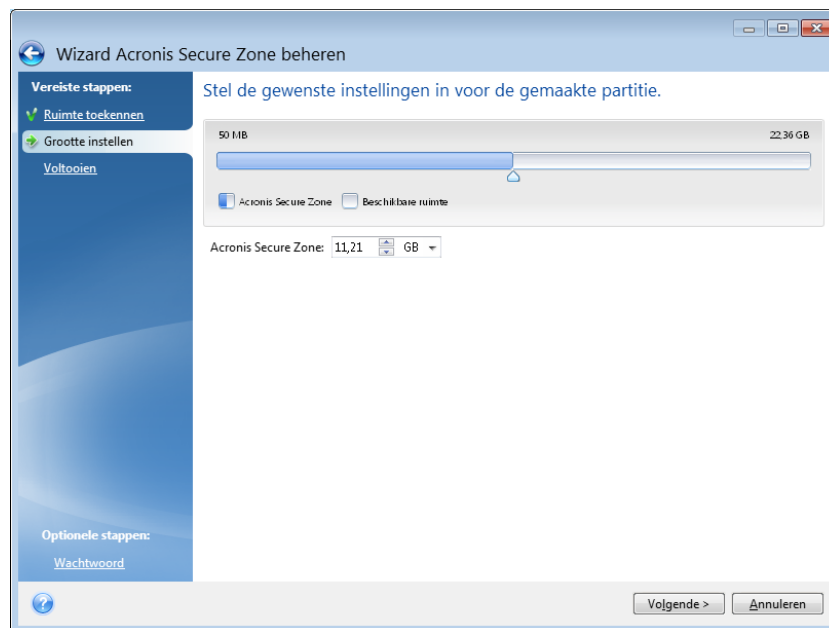 Wizard Acronis Secure Zone beheren
Vereiste stappen:
Ruimte toekennen
Grootte instellen
Voltooien
Optionele stappen:
Wachtwoord
Stel de gewenste instellingen in voor de gemaakte partitie.
50 MB 22,36 GB
Acronis Secure Zone Beschikbare ruimte
Acronis Secure Zone: 11,21 GB
? Volgende > Annuleren